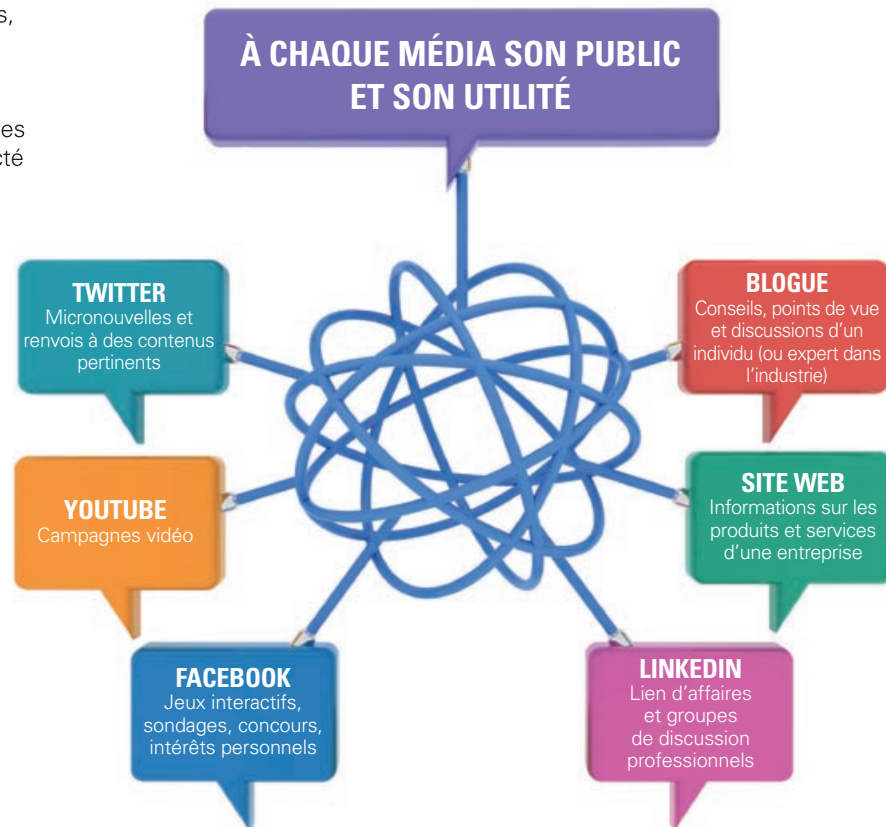 s,
es
cté
À CHAQUE MÉDIA SON PUBLIC
ET SON UTILITÉ
TWITTER
Micronouvelles et
renvois à des contenus
pertinents
BLOGUE
Conseils, points de vue
et discussions d’un
individu (ou expert dans
l’industrie)
YOUTUBE
Campagnes vidéo
SITE WEB
Informations sur les
produits et services
d’une entreprise
FACEBOOK
Jeux interactifs,
sondages, concours,
intérêts personnels
LINKEDIN
Lien d’affaires
et groupes
de discussion
professionnels